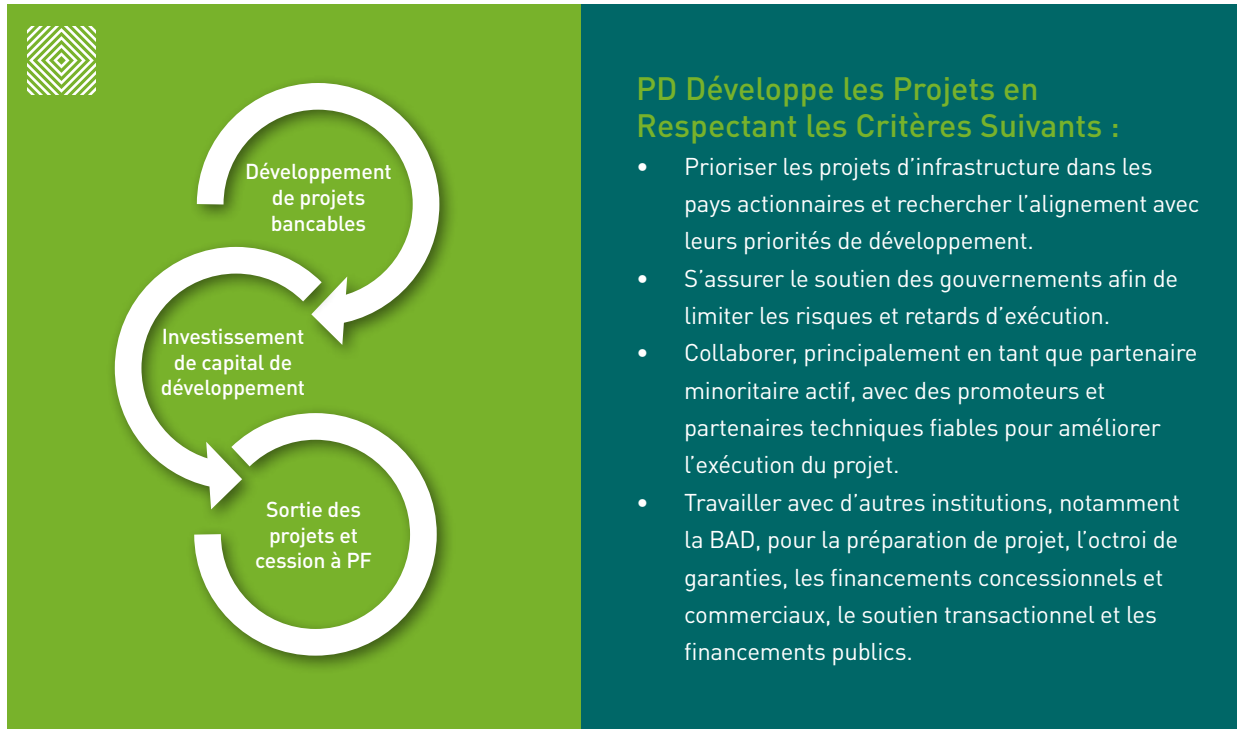 Développement
de projets
bancables
Investissement
de capital de
développement
Sortie des
projets et
cession à PF
PD Développe les Projets en
Respectant les Critères Suivants :
• Prioriser les projets d’infrastructure dans les
pays actionnaires et rechercher l’alignement avec
leurs priorités de développement.
• S’assurer le soutien des gouvernements afin de
limiter les risques et retards d’exécution.
• Collaborer, principalement en tant que partenaire
minoritaire actif, avec des promoteurs et
partenaires techniques fiables pour améliorer
l’exécution du projet.
• Travailler avec d’autres institutions, notamment
la BAD, pour la préparation de projet, l’octroi de
garanties, les financements concessionnels et
commerciaux, le soutien transactionnel et les
financements publics.